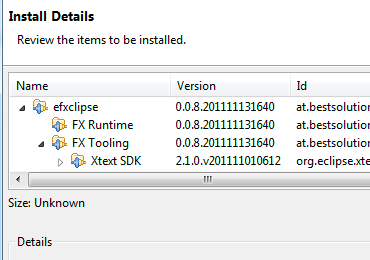 Install Details
Review the items to be installed.
Name Version Id
efxclipse 0.0.8.201111131640 at.bestsolution
FX Runtime 0.0.8.201111131640 at.bestsolution
FX Tooling 0.0.8.201111131640 at.bestsolution
Xtext SDK 2.1.0.v201111010612 org.eclipse.xte
Size: Unknown
Details